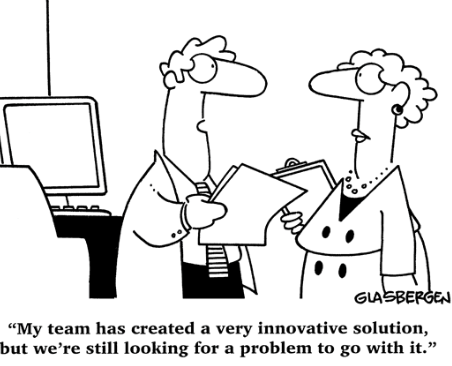 GLASBERGEN
“My team has created a very innovative solution,
but we’re still looking for a problem to go with it.”